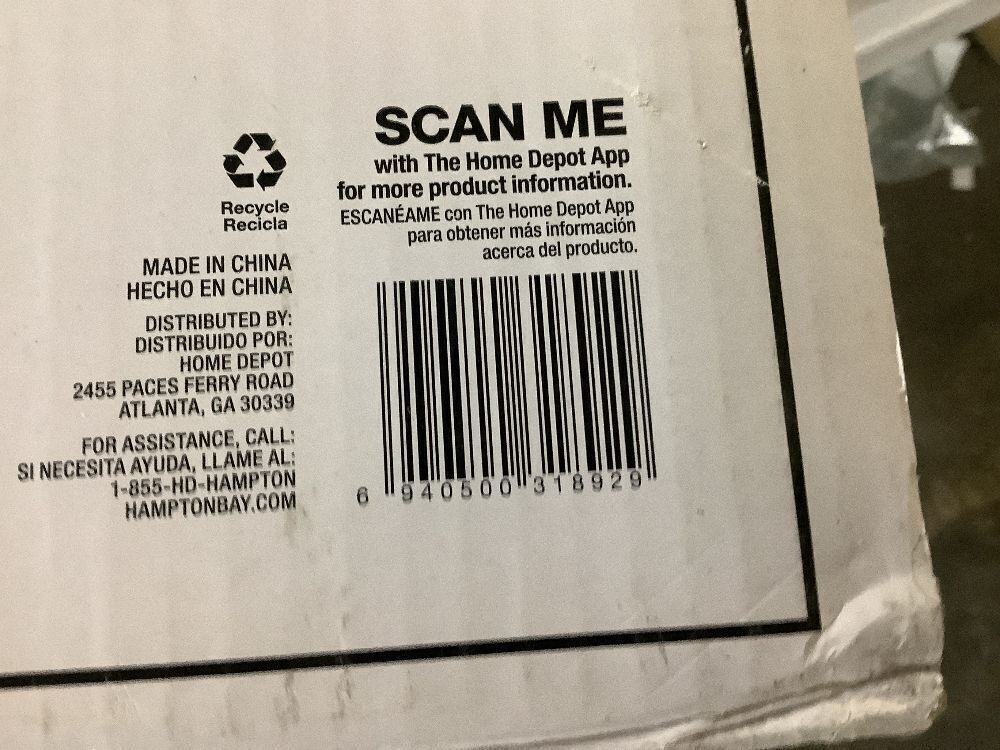 SCAN ME
with The Home Depot App
for more product information.
ESCANÉAME con The Home Depot App
para obtener más información
acerca del producto.
6 940500 318929
Recycle
Recicla
MADE IN CHINA
HECHO EN CHINA
DISTRIBUTED BY:
DISTRIBUIDO POR:
HOME DEPOT
2455 PACES FERRY ROAD
ATLANTA, GA 30339
FOR ASSISTANCE, CALL:
SI NECESITA AYUDA, LLAME AL:
1-855-HD-HAMPTON
HAMPTONBAY.COM